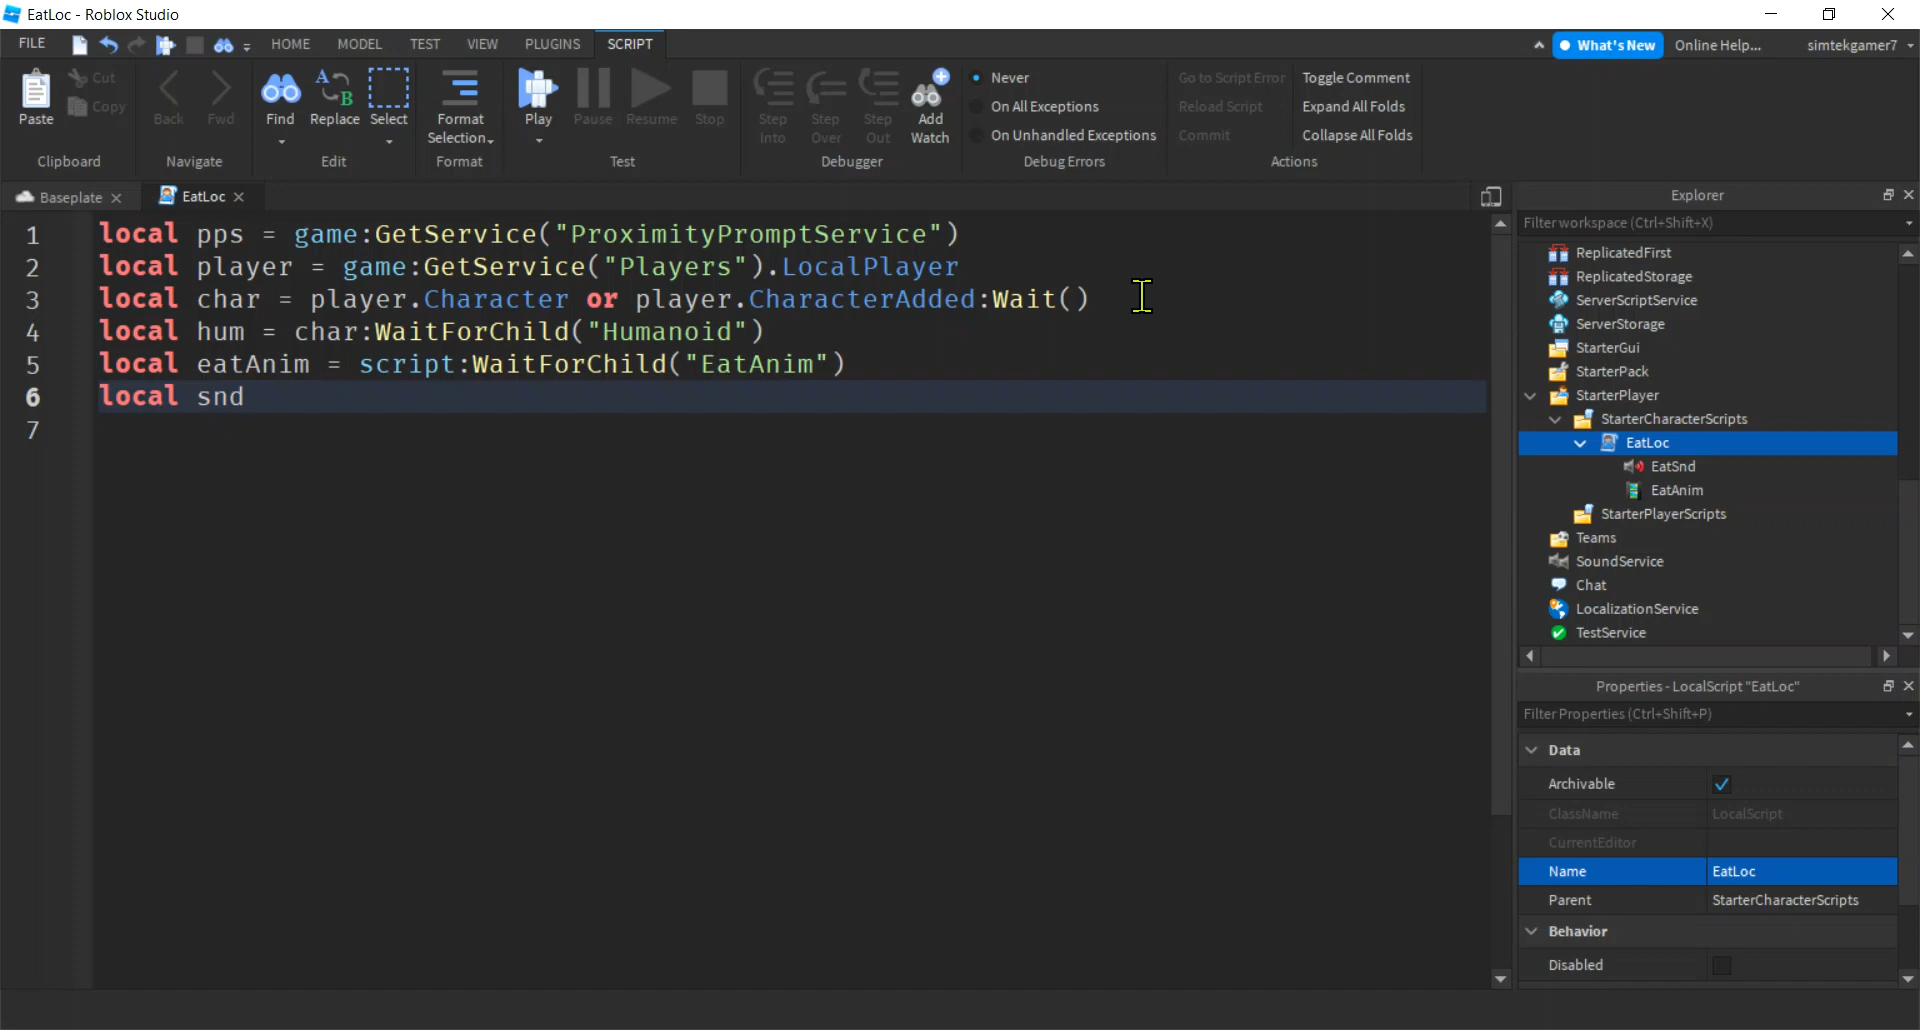 EatLoc - Roblox Studio
FILE HOME MODEL TEST VIEW PLUGINS SCRIPT What's New Online Help... simtekgamer7
Paste Cut Copy
Clipboard
Back Fwd
Navigate
Find Replace Select
Edit
Format Selection
Format
Play Pause Resume Stop
Test
Step Into Step Over Step Out Add Watch
Debugger
Never
On All Exceptions
On Unhandled Exceptions
Debug Errors
Go to Script Error
Reload Script
Commit
Toggle Comment
Expand All Folds
Collapse All Folds
Actions
Baseplate EatLoc
1 local pps = game:GetService("ProximityPromptService")
2 local player = game:GetService("Players").LocalPlayer
3 local char = player.Character or player.CharacterAdded:Wait()
4 local hum = char:WaitForChild("Humanoid")
5 local eatAnim = script:WaitForChild("EatAnim")
6 local snd
7
Explorer
Filter workspace (Ctrl+Shift+X)
ReplicatedFirst
ReplicatedStorage
ServerScriptService
ServerStorage
StarterGui
StarterPack
StarterPlayer
StarterCharacterScripts
EatLoc
EatSnd
EatAnim
StarterPlayerScripts
Teams
SoundService
Chat
LocalizationService
TestService
Properties - LocalScript "EatLoc"
Filter Properties (Ctrl+Shift+P)
Data
Archivable
ClassName LocalScript
CurrentEditor
Name EatLoc
Parent StarterCharacterScripts
Behavior
Disabled